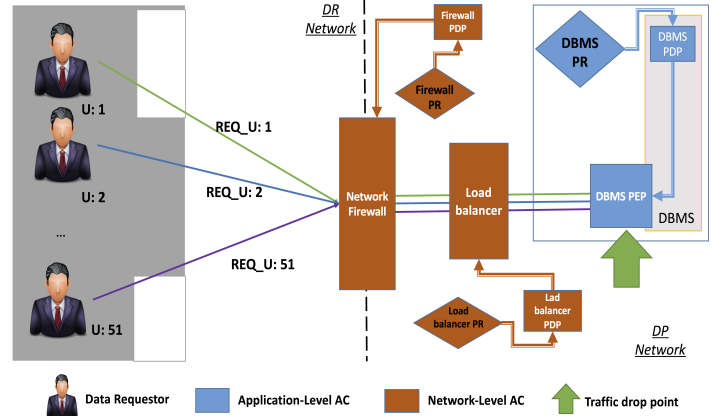 DR
Network
Firewall
PDP
DBMS
PR
DBMS
PDP
U: 1
Firewall
PR
REQ_U: 1
U: 2
REQ_U: 2
Network
Firewall
Load
balancer
DBMS PEP
DBMS
...
REQ_U: 51
U: 51
Load
balancer PR
Lad
balancer
PDP
DP
Network
Data Requestor
Application-Level AC
Network-Level AC
Traffic drop point